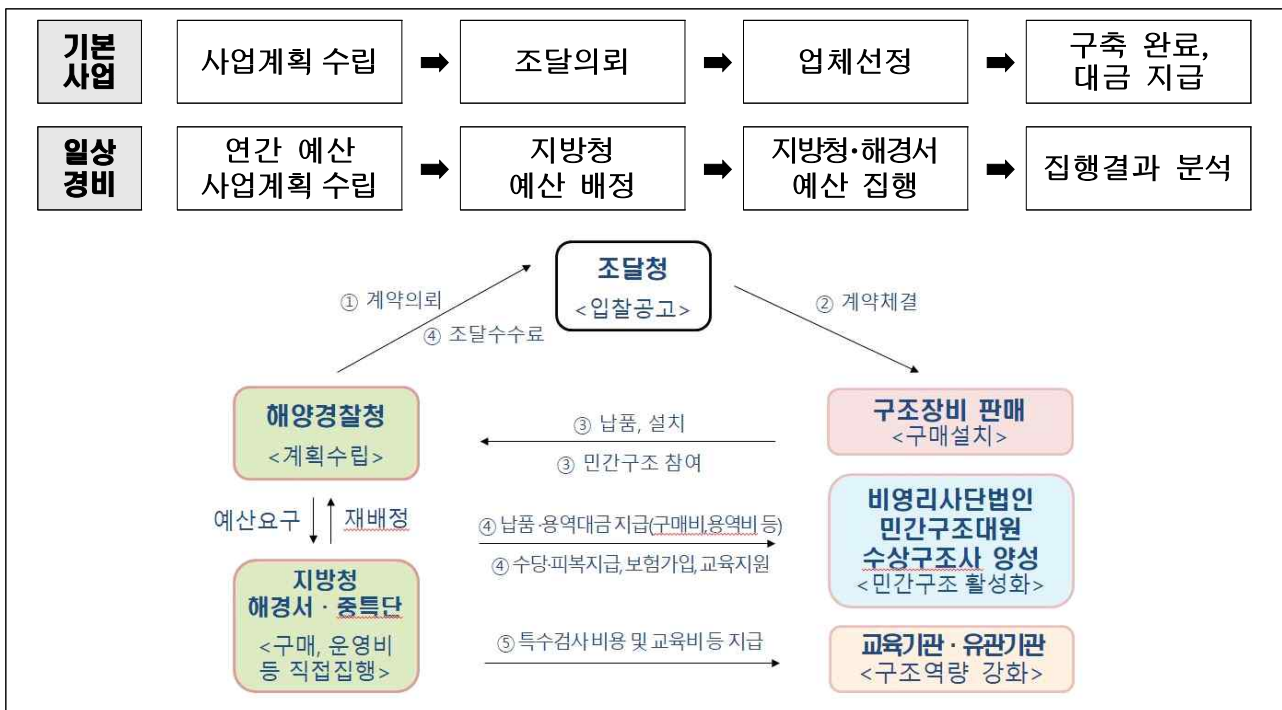 기본
사업
사업계획 수립
조달의뢰
업체선정
구축 완료,
대금 지급
일상
경비
연간 예산
사업계획 수립
지방청
예산 배정
지방청·해경서
예산 집행
집행결과 분석
조달청
<입찰공고>
① 계약의뢰
④ 조달수수료
② 계약체결
해양경찰청
<계획수립>
③ 납품, 설치
③ 민간구조 참여
구조장비 판매
<구매설치>
예산요구
재배정
④ 납품·용역대금 지급(구매비,용역비 등)
④ 수당·피복지급,보험가입,교육지원
비영리사단법인
민간구조대원
수상구조사 양성
<민간구조 활성화>
지방청
해경서·중특단
<구매, 운영비
등 직접집행>
⑤ 특수검사비용 및 교육비 등 지급
교육기관·유관기관
<구조역량 강화>